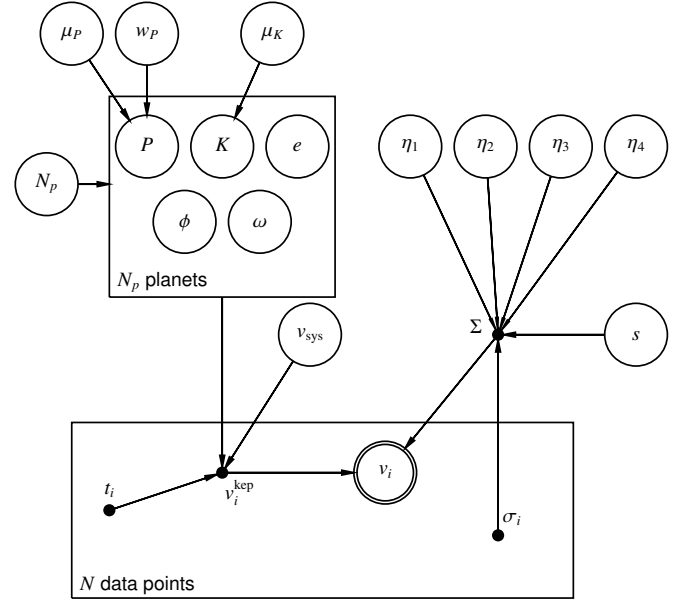 μ_P w_P μ_K
P K e η_1 η_2 η_3 η_4
N_p
ϕ ω
N_p planets
v_sys Σ s
t_i v_i^kep v_i
σ_i
N data points